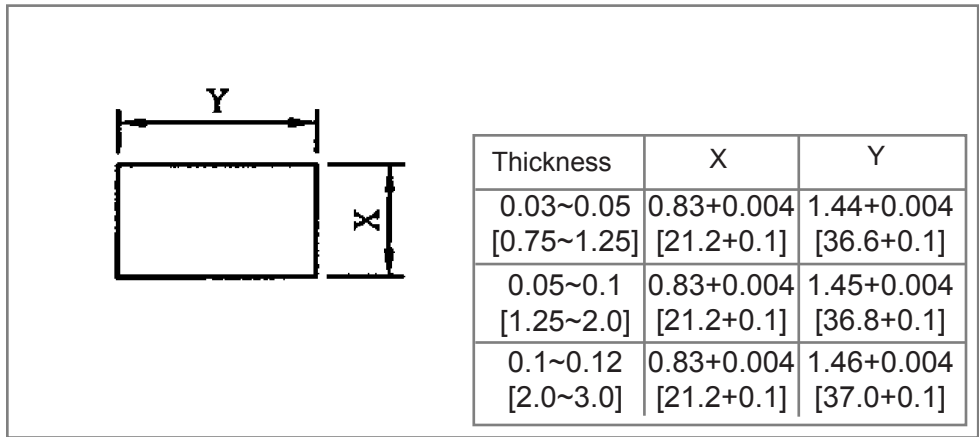 Y
X
Thickness X Y
0.03~0.05 0.83+0.004 1.44+0.004
[0.75~1.25] [21.2+0.1] [36.6+0.1]
0.05~0.1 0.83+0.004 1.45+0.004
[1.25~2.0] [21.2+0.1] [36.8+0.1]
0.1~0.12 0.83+0.004 1.46+0.004
[2.0~3.0] [21.2+0.1] [37.0+0.1]